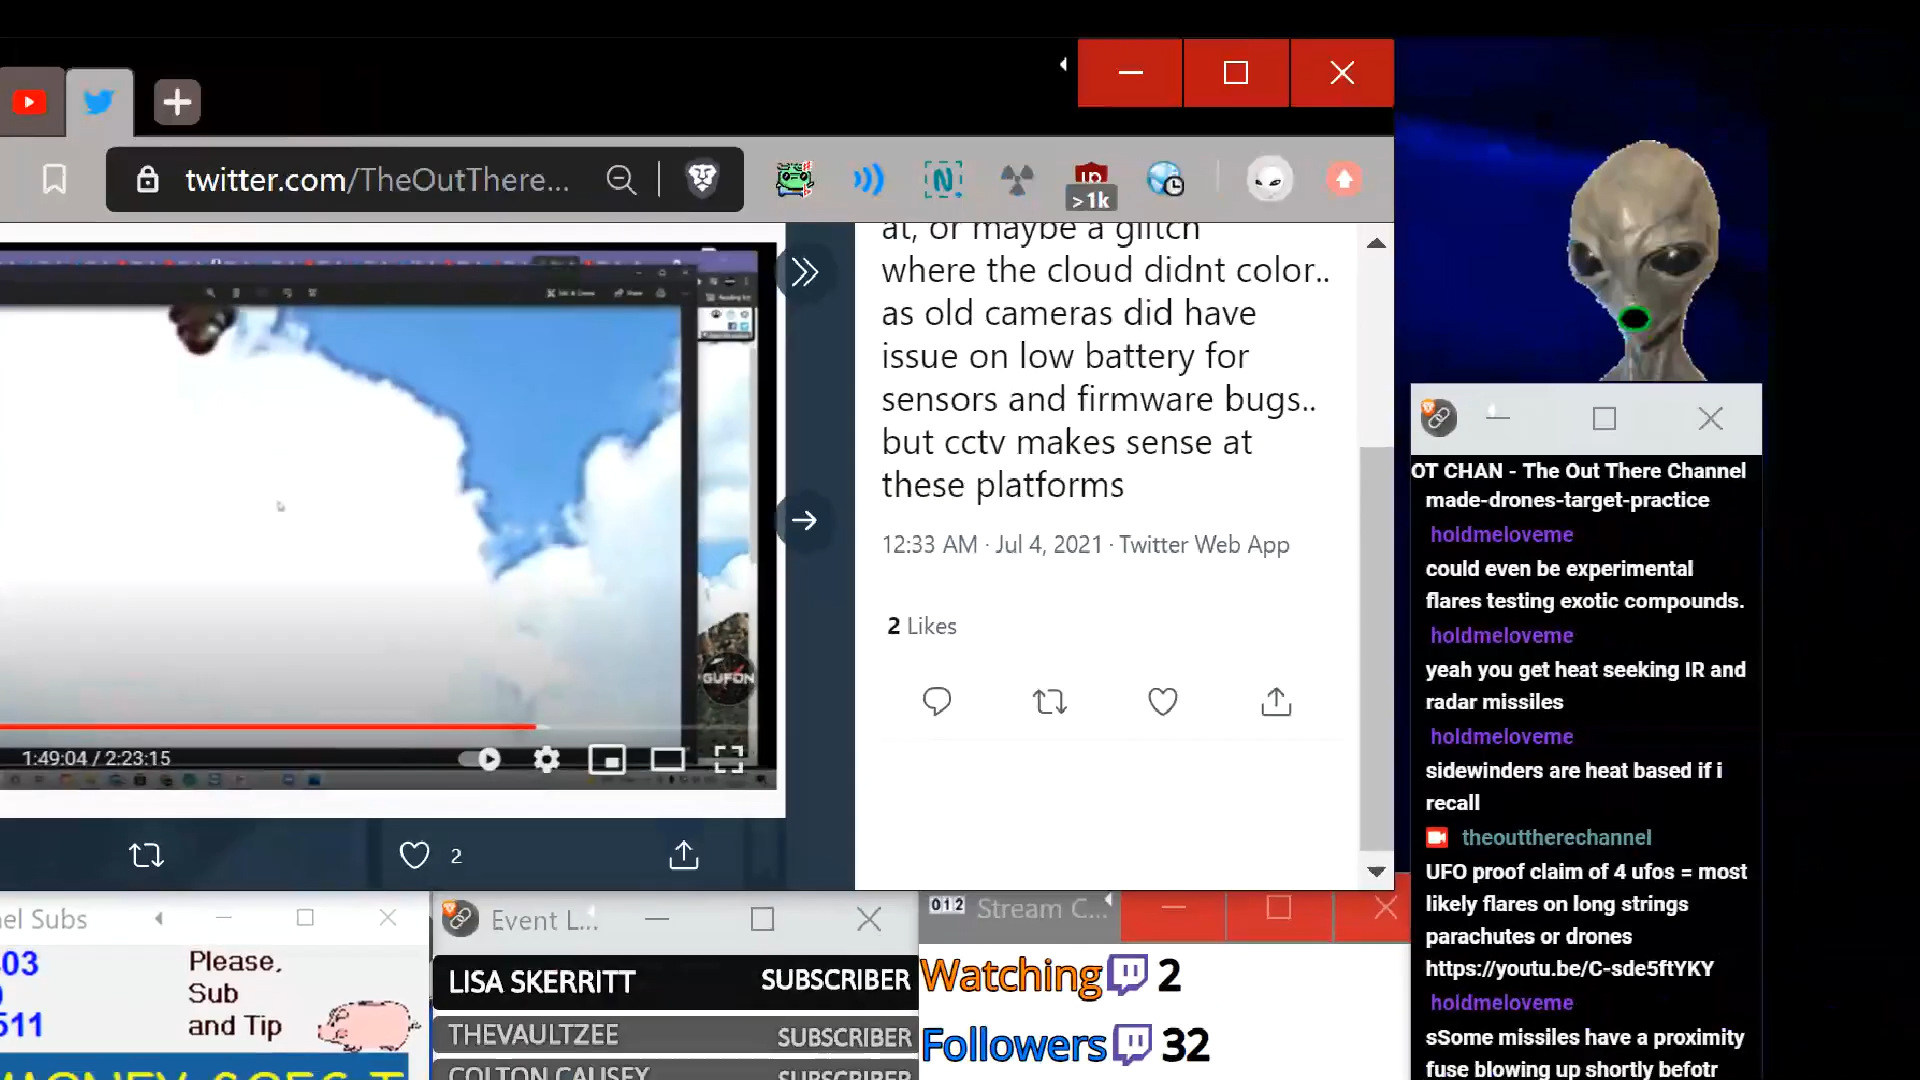 twitter.com/TheOutThere...
>1k
at, or maybe a glitch
where the cloud didnt color..
as old cameras did have
issue on low battery for
sensors and firmware bugs..
but cctv makes sense at
these platforms
12:33 AM · Jul 4, 2021 · Twitter Web App
2 Likes
GUFON
1:49:04 / 2:23:15
2
OT CHAN - The Out There Channel
made-drones-target-practice
holdmeloveme
could even be experimental
flares testing exotic compounds.
holdmeloveme
yeah you get heat seeking IR and
radar missiles
holdmeloveme
sidewinders are heat based if i
recall
theouttherechannel
UFO proof claim of 4 ufos = most
likely flares on long strings
parachutes or drones
https://youtu.be/C-sde5ftYKY
holdmeloveme
sSome missiles have a proximity
fuse blowing up shortly befotr
el Subs
03
511
Please,
Sub
and Tip
Event L...
LISA SKERRITT SUBSCRIBER
THEVAULTZEE SUBSCRIBER
COLTON CAUSEY SUBSCRIBER
012 Stream C...
Watching 2
Followers 32